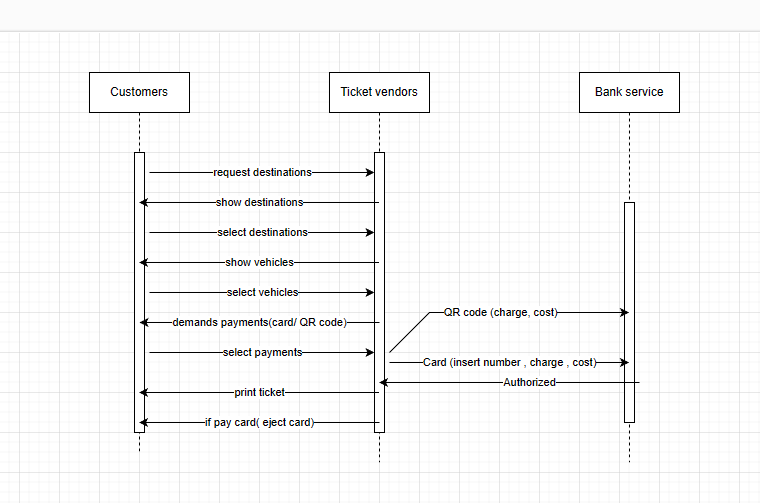 Customers
Ticket vendors
Bank service
request destinations
show destinations
select destinations
show vehicles
select vehicles
QR code (charge, cost)
demands payments(card/ QR code)
select payments
Card (insert number , charge , cost)
Authorized
print ticket
if pay card( eject card)